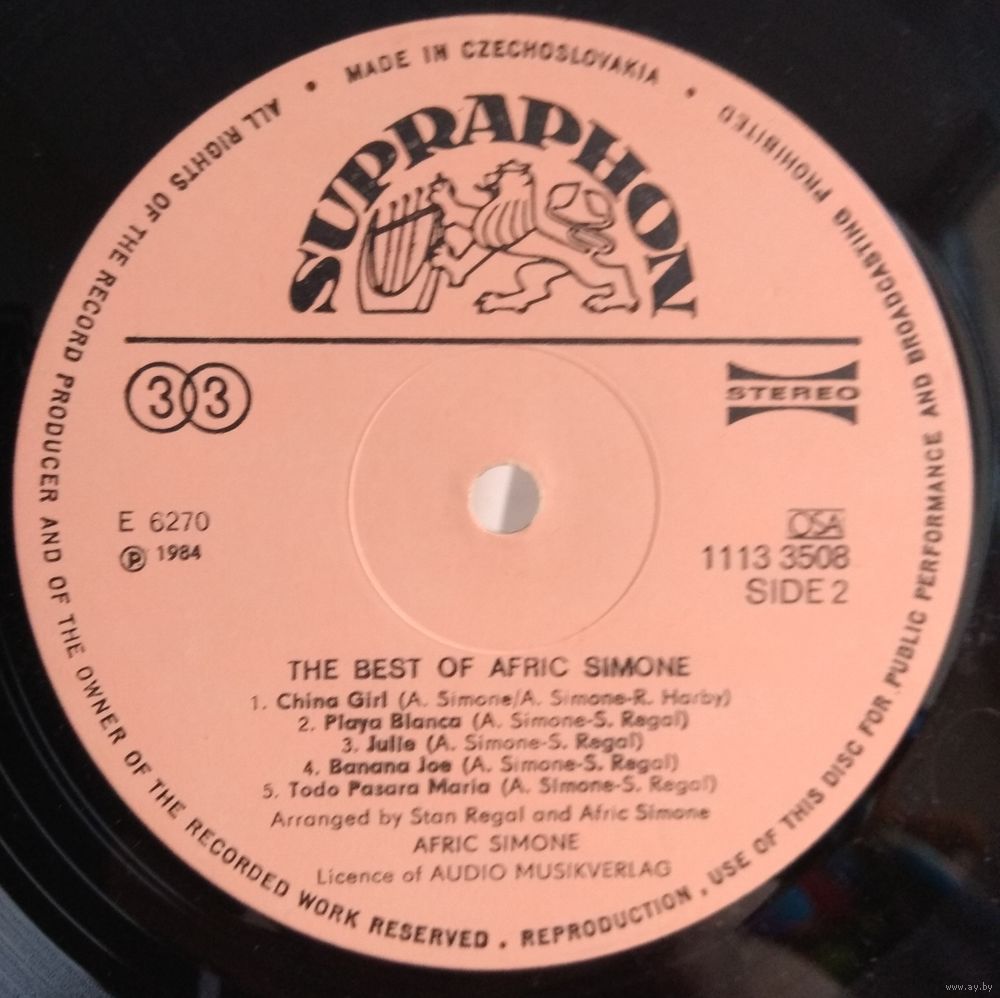 MADE IN CZECHOSLOVAKIA
ALL RIGHTS OF THE RECORD PRODUCER AND OF THE OWNER OF THE RECORDED WORK RESERVED . REPRODUCTION , USE OF THIS DISC FOR PUBLIC PERFORMANCE AND BROADCASTING PROHIBITED
SUPRAPHON
33
STEREO
E 6270
℗ 1984
OSA
1113 3508
SIDE 2
THE BEST OF AFRIC SIMONE
1. China Girl (A. Simone/A. Simone-R. Harby)
2. Playa Blanca (A. Simone-S. Regal)
3. Julie (A. Simone-S. Regal)
4. Banana Joe (A. Simone-S. Regal)
5. Todo Pasara Maria (A. Simone-S. Regal)
Arranged by Stan Regal and Afric Simone
AFRIC SIMONE
Licence of AUDIO MUSIKVERLAG
www.ay.by